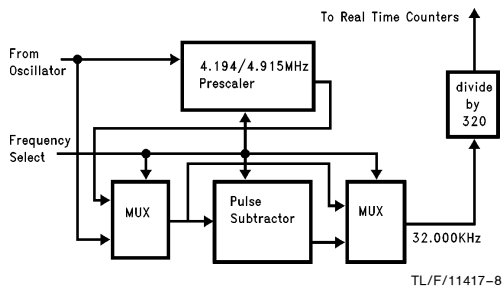 To Real Time Counters
From
Oscillator
4.194/4.915MHz
Prescaler
divide
by
320
Frequency
Select
MUX
Pulse
Subtractor
MUX
32.000KHz
TL/F/11417-8